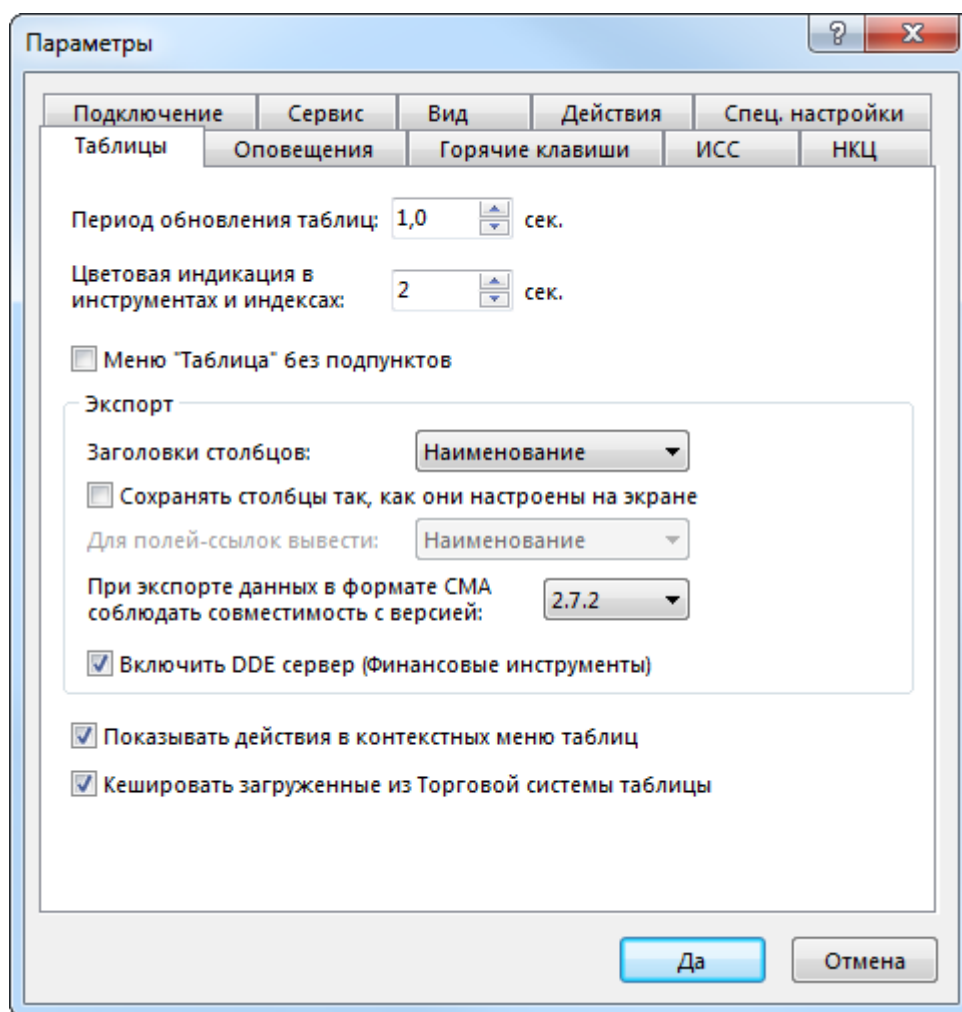 Параметры
Подключение Сервис Вид Действия Спец. настройки
Таблицы Оповещения Горячие клавиши ИСС НКЦ
Период обновления таблиц: 1,0 сек.
Цветовая индикация в
инструментах и индексах: 2 сек.
Меню "Таблица" без подпунктов
Экспорт
Заголовки столбцов: Наименование
Сохранять столбцы так, как они настроены на экране
Для полей-ссылок вывести: Наименование
При экспорте данных в формате СМА
соблюдать совместимость с версией: 2.7.2
Включить DDE сервер (Финансовые инструменты)
Показывать действия в контекстных меню таблиц
Кешировать загруженные из Торговой системы таблицы
Да Отмена